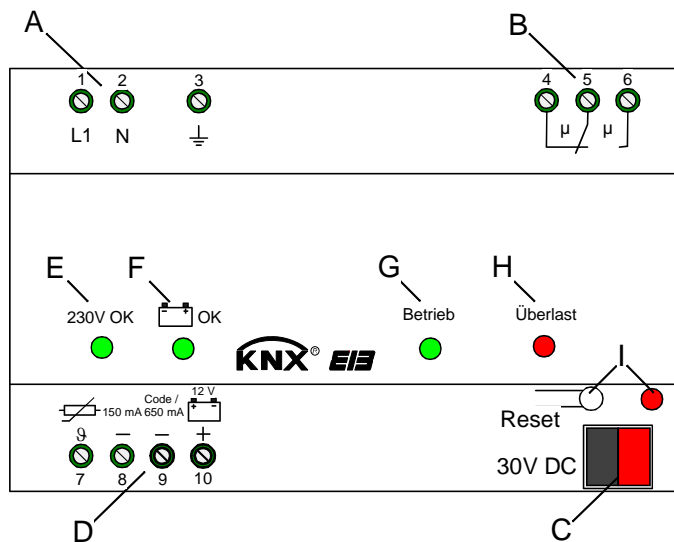 A
B
1 2 3 4 5 6
L1 N µ µ
E F G H
230V OK OK Betrieb Überlast
KNX® EIB
I
12 V
150 mA Code / 650 mA
Reset
ϑ − − +
7 8 9 10
30V DC
D
C